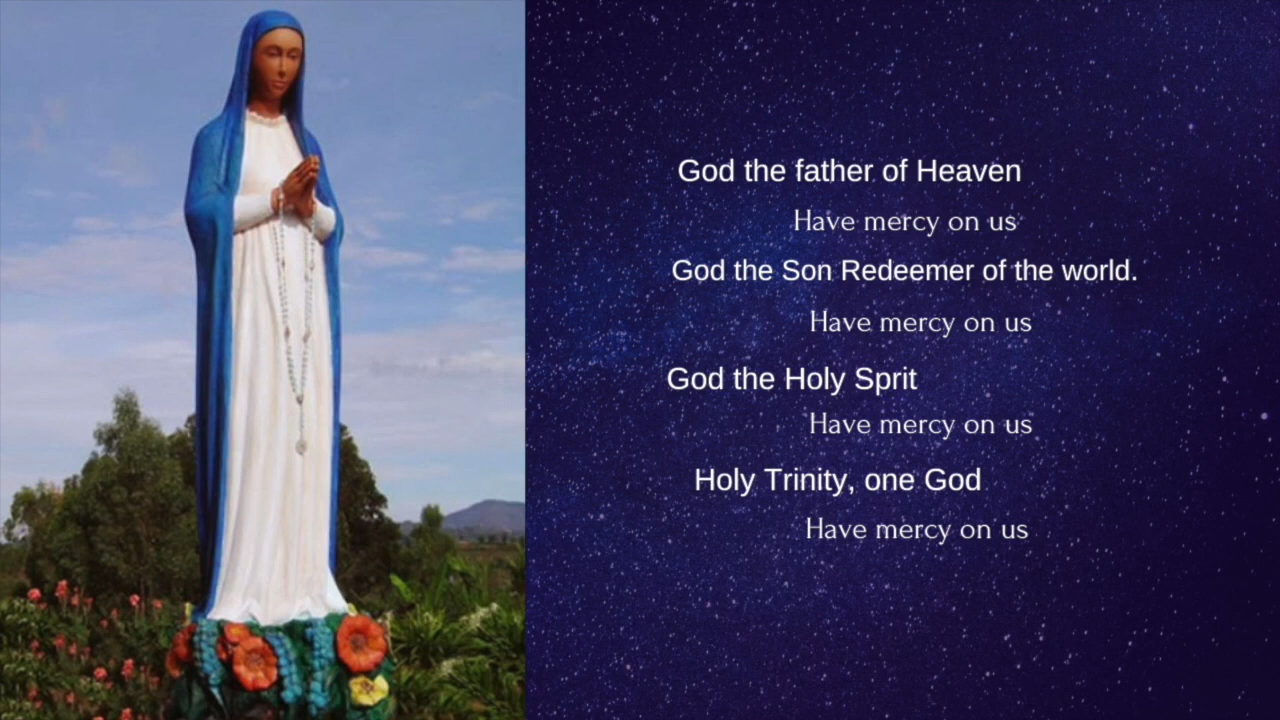 God the father of Heaven
Have mercy on us
God the Son Redeemer of the world.
Have mercy on us
God the Holy Sprit
Have mercy on us
Holy Trinity, one God
Have mercy on us